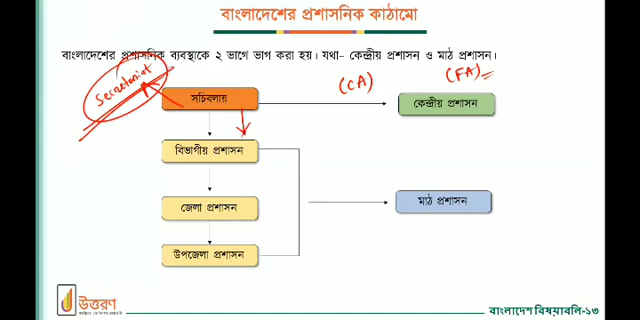 বাংলাদেশের প্রশাসনিক কাঠামো
বাংলাদেশের প্রশাসনিক ব্যবস্থাকে ২ ভাগে ভাগ করা হয়। যথা- কেন্দ্রীয় প্রশাসন ও মাঠ প্রশাসন।
Secretariat
(CA)
(FA)
সচিবালয়
কেন্দ্রীয় প্রশাসন
বিভাগীয় প্রশাসন
জেলা প্রশাসন
মাঠ প্রশাসন
উপজেলা প্রশাসন
উত্তরণ
বাংলাদেশ বিষয়াবলি-১৩